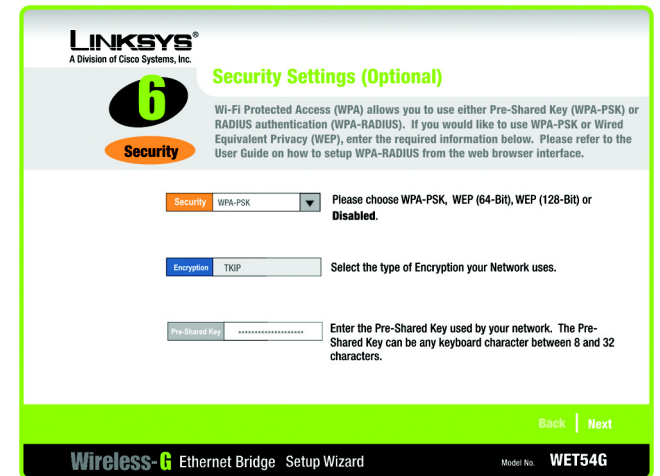 LINKSYS®
A Division of Cisco Systems, Inc.
6
Security
Security Settings (Optional)
Wi-Fi Protected Access (WPA) allows you to use either Pre-Shared Key (WPA-PSK) or
RADIUS authentication (WPA-RADIUS). If you would like to use WPA-PSK or Wired
Equivalent Privacy (WEP), enter the required information below. Please refer to the
User Guide on how to setup WPA-RADIUS from the web browser interface.
Security WPA-PSK
Please choose WPA-PSK, WEP (64-Bit), WEP (128-Bit) or
Disabled.
Encryption TKIP
Select the type of Encryption your Network uses.
Pre-Shared Key ********************
Enter the Pre-Shared Key used by your network. The Pre-
Shared Key can be any keyboard character between 8 and 32
characters.
Back | Next
Wireless-G Ethernet Bridge Setup Wizard
Model No. WET54G